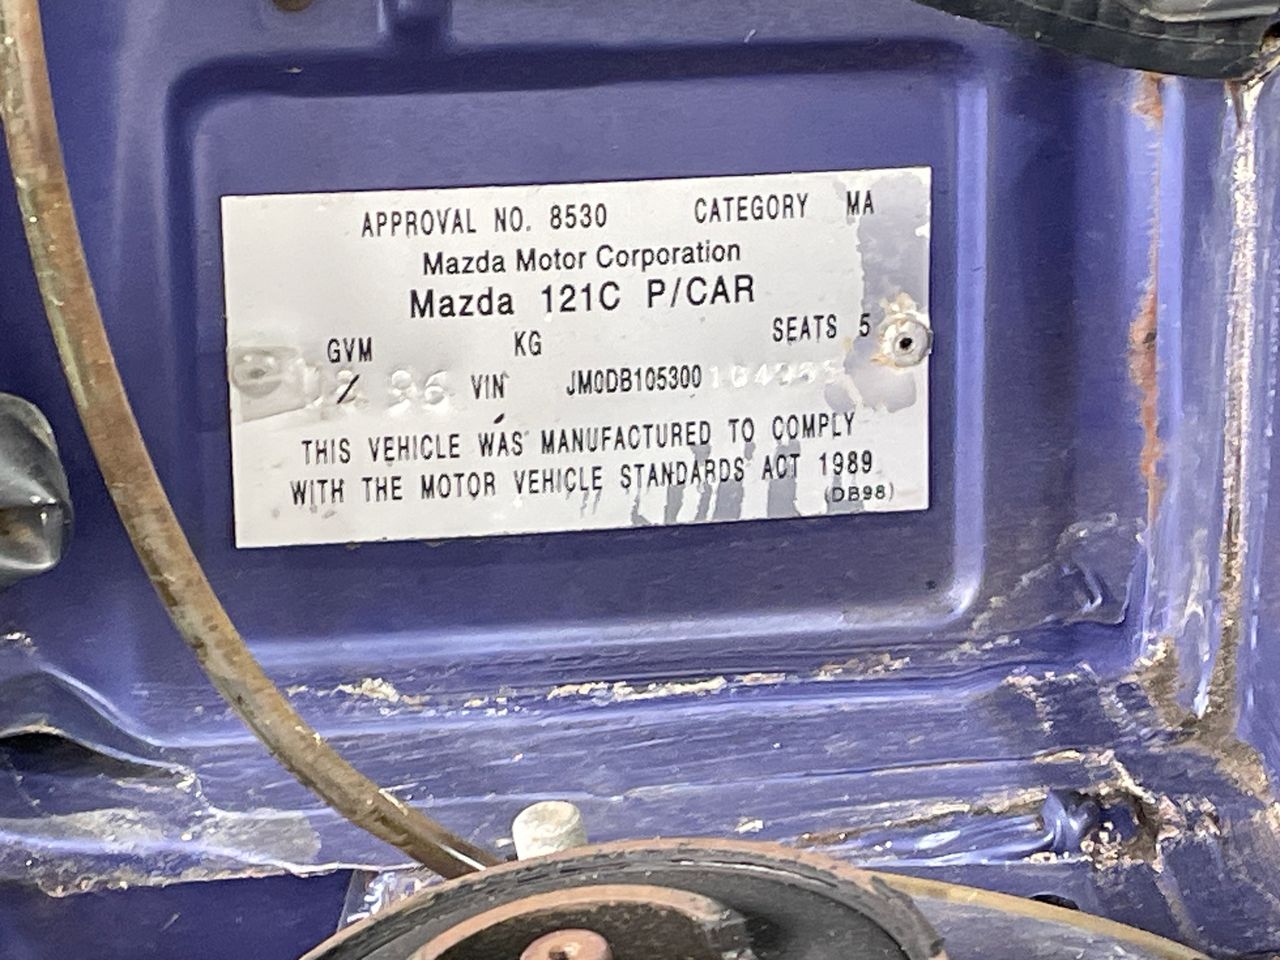 APPROVAL NO. 8530 CATEGORY MA
Mazda Motor Corporation
Mazda 121C P/CAR
GVM KG SEATS 5
96 VIN JM0DB105300
THIS VEHICLE WAS MANUFACTURED TO COMPLY
WITH THE MOTOR VEHICLE STANDARDS ACT 1989
(DB98)